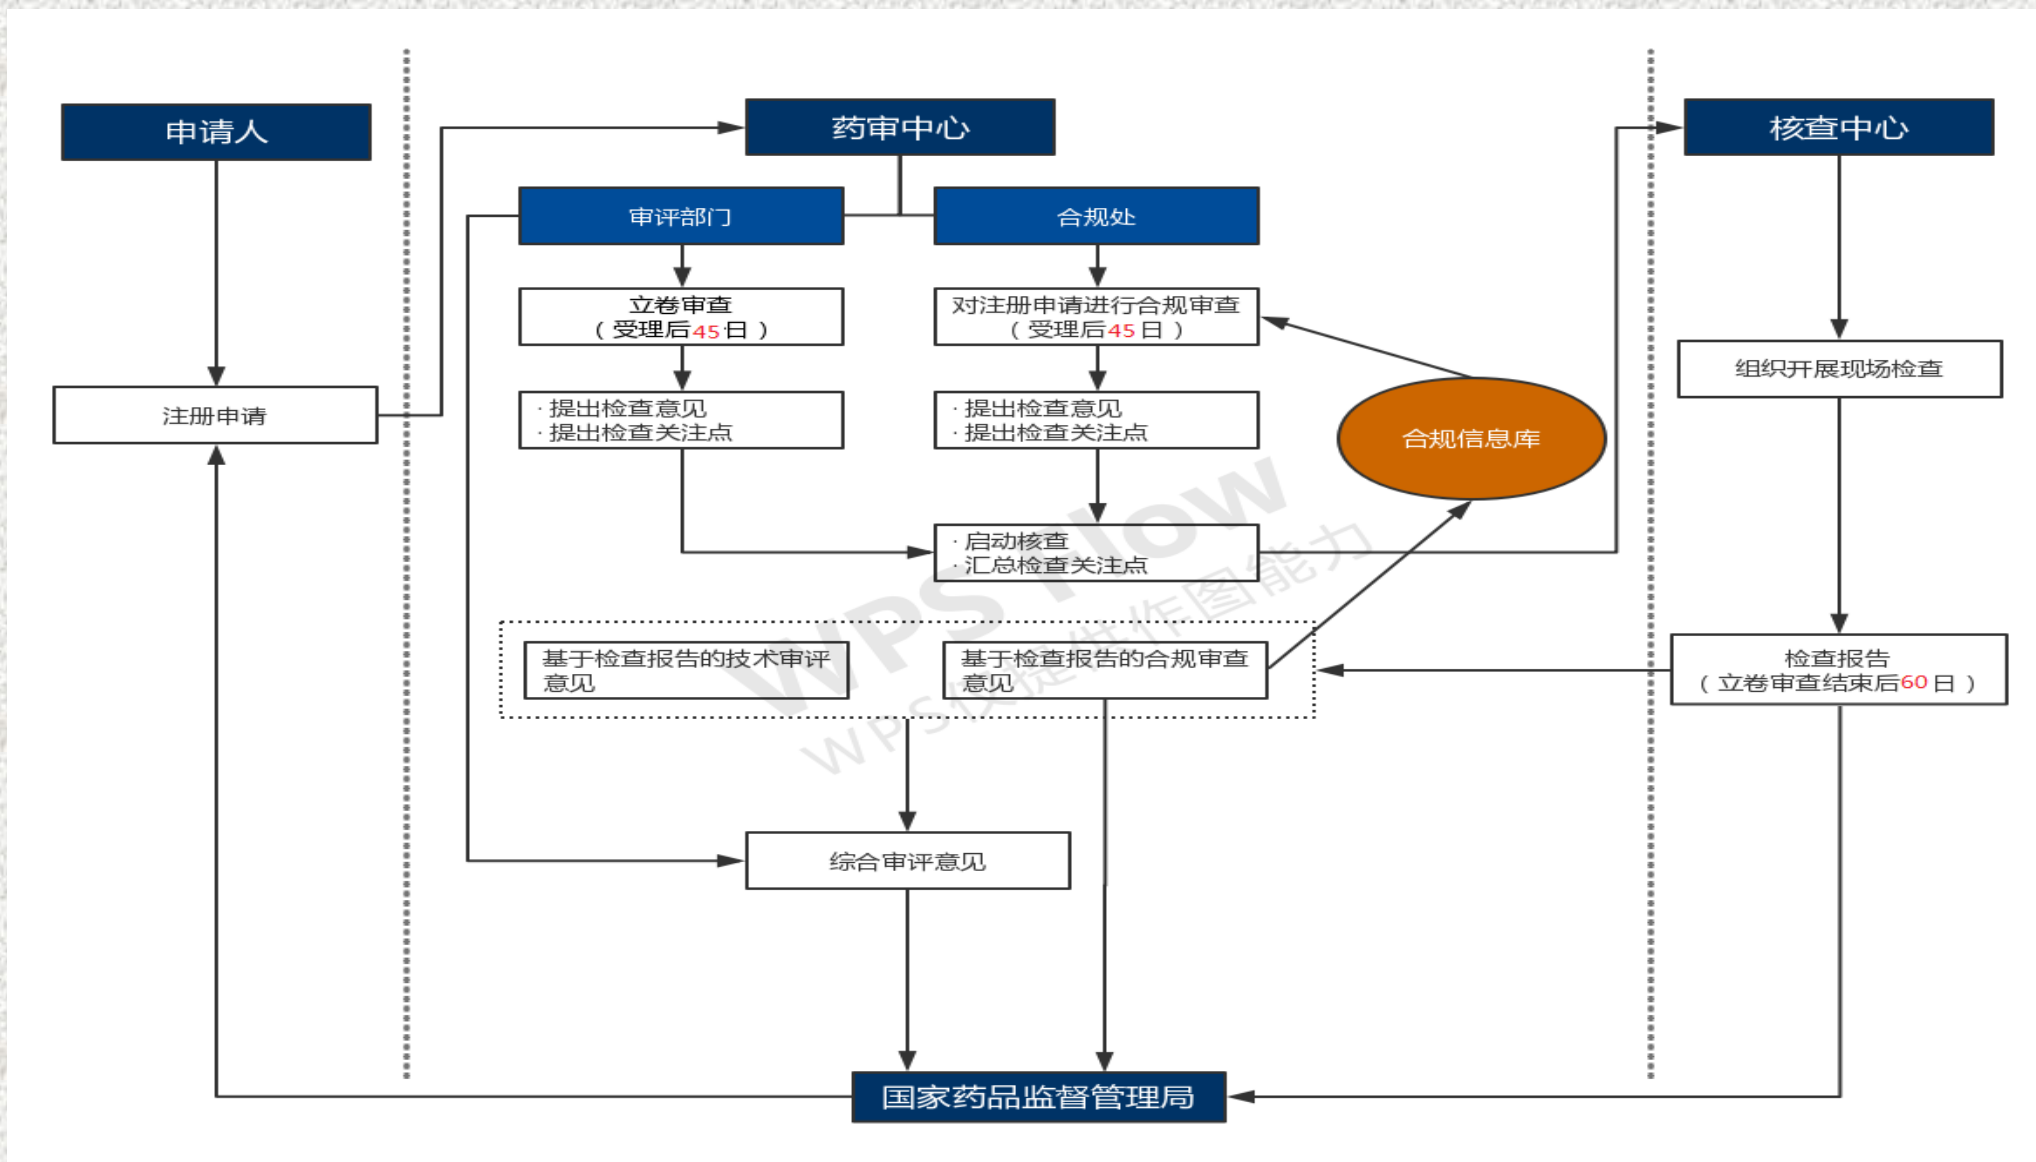 申请人
药审中心
核查中心
审评部门
合规处
立卷审查
（受理后45日）
对注册申请进行合规审查
（受理后45日）
组织开展现场检查
注册申请
·提出检查意见
·提出检查关注点
·提出检查意见
·提出检查关注点
合规信息库
·启动核查
·汇总检查关注点
基于检查报告的技术审评
意见
基于检查报告的合规审查
意见
检查报告
（立卷审查结束后60日）
综合审评意见
国家药品监督管理局
WPS Flow
WPS仅提供作图能力